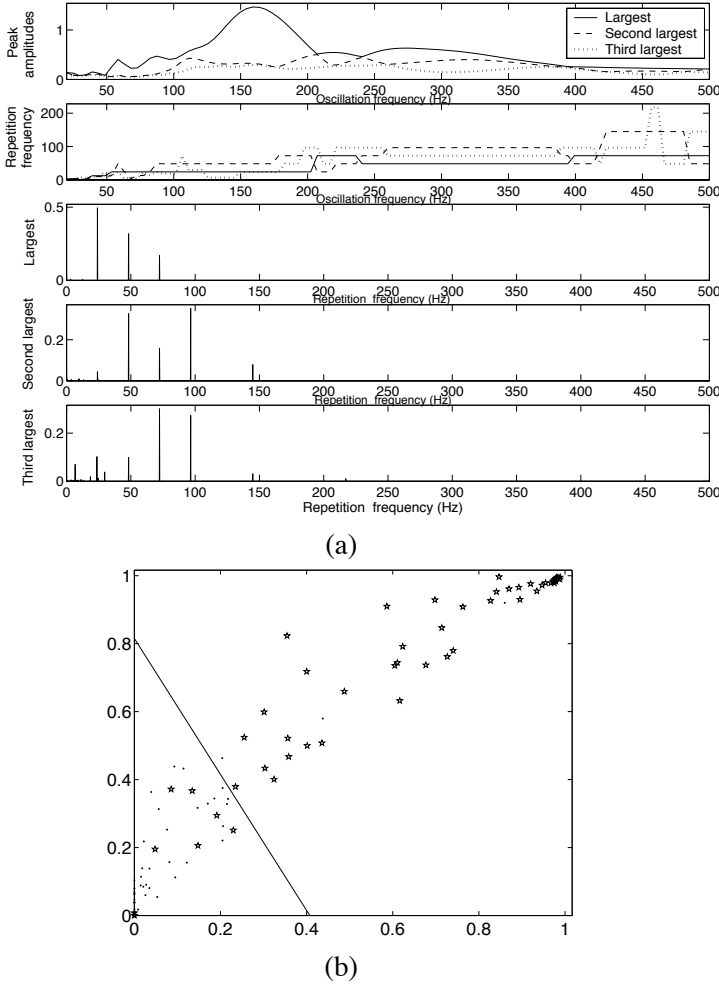 Peak amplitudes
1
0
Largest
Second largest
Third largest
50 100 150 200 250 300 350 400 450 500
Oscillation frequency (Hz)
Repetition frequency
200
100
0
0 50 100 150 200 250 300 350 400 450 500
Oscillation frequency (Hz)
Largest
0.5
0
0 50 100 150 200 250 300 350 400 450 500
Repetition frequency (Hz)
Second largest
0.2
0
0 50 100 150 200 250 300 350 400 450 500
Repetition frequency (Hz)
Third largest
0.2
0
0 50 100 150 200 250 300 350 400 450 500
Repetition frequency (Hz)
(a)
1
0.8
0.6
0.4
0.2
0
0 0.2 0.4 0.6 0.8 1
(b)